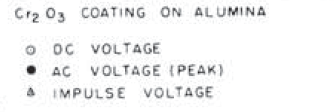 Cr2 O3 COATING ON ALUMINA
DC VOLTAGE
AC VOLTAGE (PEAK)
IMPULSE VOLTAGE